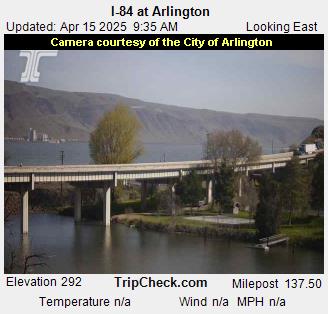 I-84 at Arlington
Updated: Apr 15 2025 9:35 AM Looking East
Camera courtesy of the City of Arlington
Elevation 292 TripCheck.com Milepost 137.50
Temperature n/a Wind n/a MPH n/a